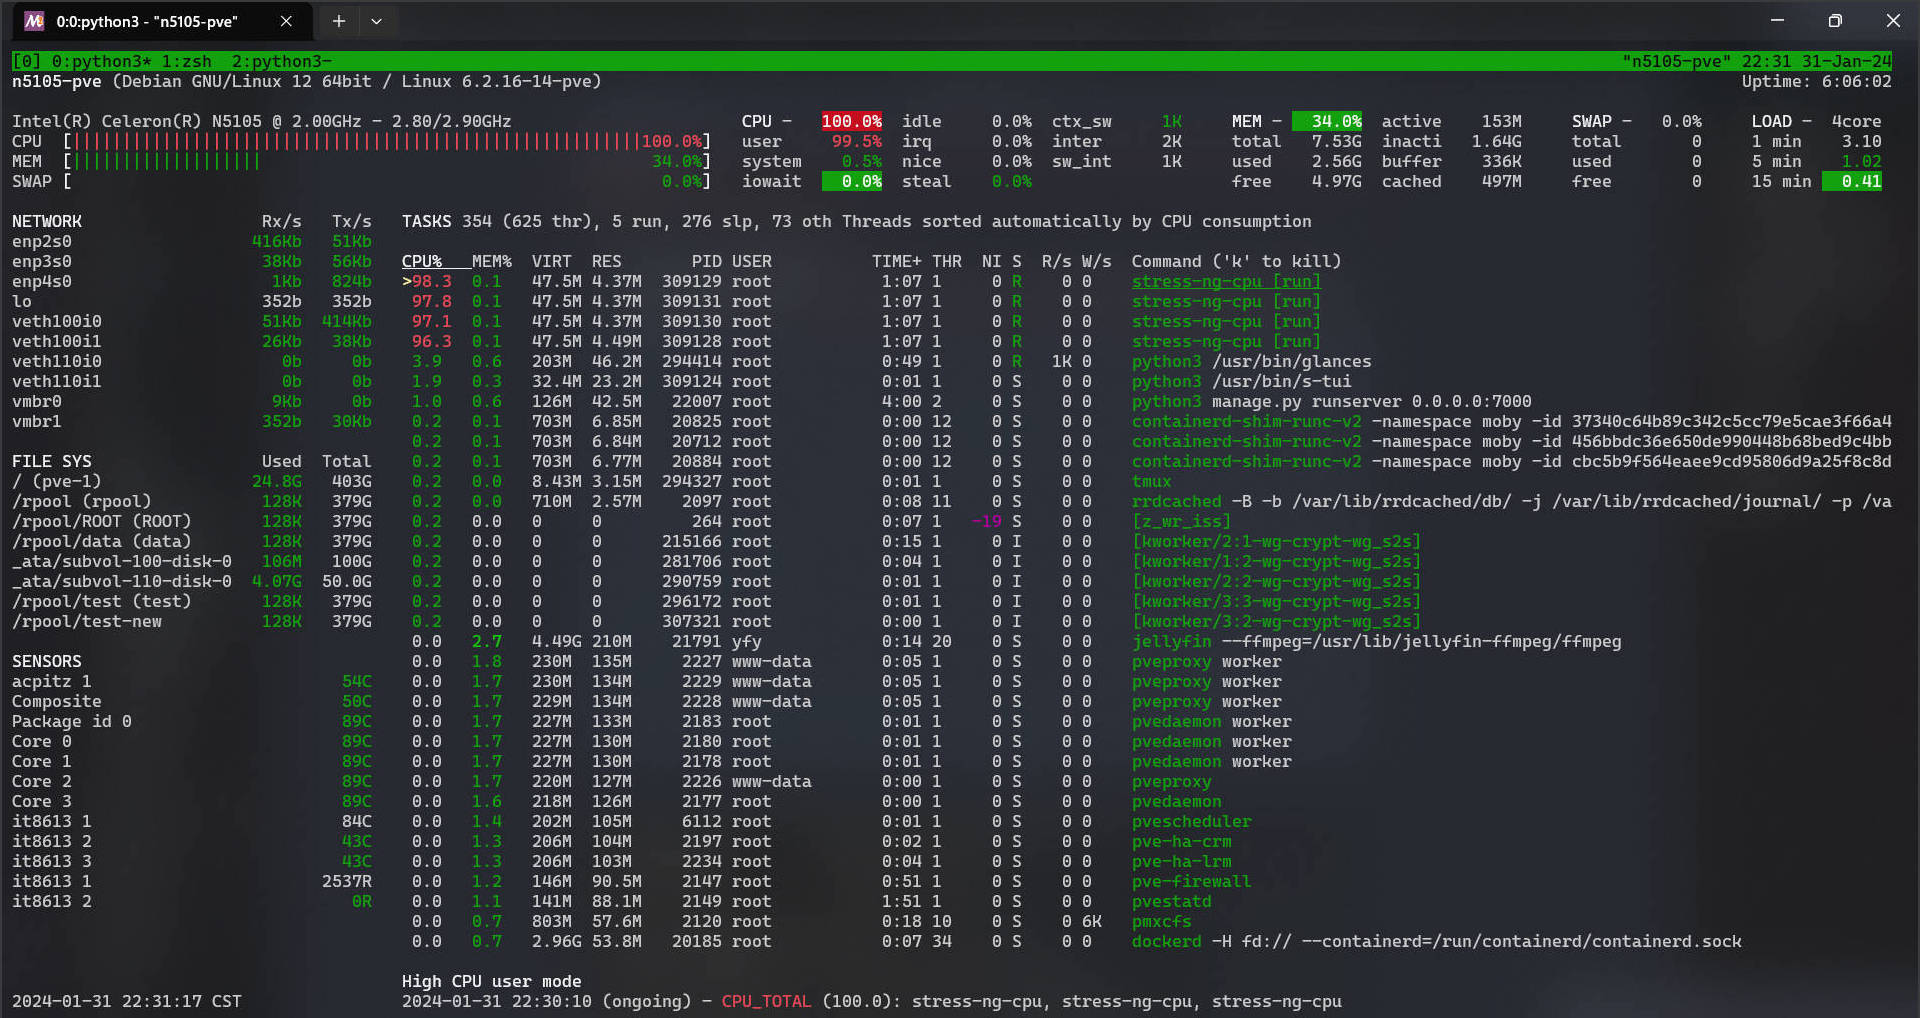 0:0:python3 - "n5105-pve"
[0] 0:python3* 1:zsh  2:python3- "n5105-pve" 22:31 31-Jan-24
n5105-pve (Debian GNU/Linux 12 64bit / Linux 6.2.16-14-pve) Uptime: 6:06:02
Intel(R) Celeron(R) N5105 @ 2.00GHz - 2.80/2.90GHz CPU - 100.0% idle 0.0% ctx_sw 1K MEM - 34.0% active 153M SWAP - 0.0% LOAD - 4core
CPU [||||||||||||||||||||||||||||||||||||||||||||||||||||||||| 100.0%] user 99.5% irq 0.0% inter 2K total 7.53G inacti 1.64G total 0 1 min 3.10
MEM [||||||||||||||||||| 34.0%] system 0.5% nice 0.0% sw_int 1K used 2.56G buffer 336K used 0 5 min 1.02
SWAP [ 0.0%] iowait 0.0% steal 0.0% free 4.97G cached 497M free 0 15 min 0.41
NETWORK Rx/s Tx/s TASKS 354 (625 thr), 5 run, 276 slp, 73 oth Threads sorted automatically by CPU consumption
enp2s0 416Kb 51Kb
enp3s0 38Kb 56Kb CPU% MEM% VIRT RES PID USER TIME+ THR NI S R/s W/s Command ('k' to kill)
enp4s0 1Kb 824b >98.3 0.1 47.5M 4.37M 309129 root 1:07 1 0 R 0 0 stress-ng-cpu [run]
lo 352b 352b 97.8 0.1 47.5M 4.37M 309131 root 1:07 1 0 R 0 0 stress-ng-cpu [run]
veth100i0 51Kb 414Kb 97.1 0.1 47.5M 4.37M 309130 root 1:07 1 0 R 0 0 stress-ng-cpu [run]
veth100i1 26Kb 38Kb 96.3 0.1 47.5M 4.49M 309128 root 1:07 1 0 R 0 0 stress-ng-cpu [run]
veth110i0 0b 0b 3.9 0.6 203M 46.2M 294414 root 0:49 1 0 R 1K 0 python3 /usr/bin/glances
veth110i1 0b 0b 1.9 0.3 32.4M 23.2M 309124 root 0:01 1 0 S 0 0 python3 /usr/bin/s-tui
vmbr0 9Kb 0b 1.0 0.6 126M 42.5M 22007 root 4:00 2 0 S 0 0 python3 manage.py runserver 0.0.0.0:7000
vmbr1 352b 30Kb 0.2 0.1 703M 6.85M 20825 root 0:00 12 0 S 0 0 containerd-shim-runc-v2 -namespace moby -id 37340c64b89c342c5cc79e5cae3f66a4
0.2 0.1 703M 6.84M 20712 root 0:00 12 0 S 0 0 containerd-shim-runc-v2 -namespace moby -id 456bbdc36e650de990448b68bed9c4bb
FILE SYS Used Total 0.2 0.1 703M 6.77M 20884 root 0:00 12 0 S 0 0 containerd-shim-runc-v2 -namespace moby -id cbc5b9f564eaee9cd95806d9a25f8c8d
/ (pve-1) 24.8G 403G 0.2 0.0 8.43M 3.15M 294327 root 0:01 1 0 S 0 0 tmux
/rpool (rpool) 128K 379G 0.2 0.0 710M 2.57M 2097 root 0:08 11 0 S 0 0 rrdcached -B -b /var/lib/rrdcached/db/ -j /var/lib/rrdcached/journal/ -p /va
/rpool/ROOT (ROOT) 128K 379G 0.2 0.0 0 0 264 root 0:07 1 -19 S 0 0 [z_wr_iss]
/rpool/data (data) 128K 379G 0.2 0.0 0 0 215166 root 0:15 1 0 I 0 0 [kworker/2:1-wg-crypt-wg_s2s]
_ata/subvol-100-disk-0 106M 100G 0.2 0.0 0 0 281706 root 0:04 1 0 I 0 0 [kworker/1:2-wg-crypt-wg_s2s]
_ata/subvol-110-disk-0 4.07G 50.0G 0.2 0.0 0 0 290759 root 0:01 1 0 I 0 0 [kworker/2:2-wg-crypt-wg_s2s]
/rpool/test (test) 128K 379G 0.2 0.0 0 0 296172 root 0:01 1 0 I 0 0 [kworker/3:3-wg-crypt-wg_s2s]
/rpool/test-new 128K 379G 0.2 0.0 0 0 307321 root 0:00 1 0 I 0 0 [kworker/3:2-wg-crypt-wg_s2s]
0.0 2.7 4.49G 210M 21791 yfy 0:14 20 0 S 0 0 jellyfin --ffmpeg=/usr/lib/jellyfin-ffmpeg/ffmpeg
SENSORS 0.0 1.8 230M 135M 2227 www-data 0:05 1 0 S 0 0 pveproxy worker
acpitz 1 54C 0.0 1.7 230M 134M 2229 www-data 0:05 1 0 S 0 0 pveproxy worker
Composite 50C 0.0 1.7 229M 134M 2228 www-data 0:05 1 0 S 0 0 pveproxy worker
Package id 0 89C 0.0 1.7 227M 133M 2183 root 0:01 1 0 S 0 0 pvedaemon worker
Core 0 89C 0.0 1.7 227M 130M 2180 root 0:01 1 0 S 0 0 pvedaemon worker
Core 1 89C 0.0 1.7 227M 130M 2178 root 0:01 1 0 S 0 0 pvedaemon worker
Core 2 89C 0.0 1.7 220M 127M 2226 www-data 0:00 1 0 S 0 0 pveproxy
Core 3 89C 0.0 1.6 218M 126M 2177 root 0:00 1 0 S 0 0 pvedaemon
it8613 1 84C 0.0 1.4 202M 105M 6112 root 0:01 1 0 S 0 0 pvescheduler
it8613 2 43C 0.0 1.3 206M 104M 2197 root 0:02 1 0 S 0 0 pve-ha-crm
it8613 3 43C 0.0 1.3 206M 103M 2234 root 0:04 1 0 S 0 0 pve-ha-lrm
it8613 1 2537R 0.0 1.2 146M 90.5M 2147 root 0:51 1 0 S 0 0 pve-firewall
it8613 2 0R 0.0 1.1 141M 88.1M 2149 root 1:51 1 0 S 0 0 pvestatd
0.0 0.7 803M 57.6M 2120 root 0:18 10 0 S 0 6K pmxcfs
0.0 0.7 2.96G 53.8M 20185 root 0:07 34 0 S 0 0 dockerd -H fd:// --containerd=/run/containerd/containerd.sock
High CPU user mode
2024-01-31 22:31:17 CST 2024-01-31 22:30:10 (ongoing) - CPU_TOTAL (100.0): stress-ng-cpu, stress-ng-cpu, stress-ng-cpu